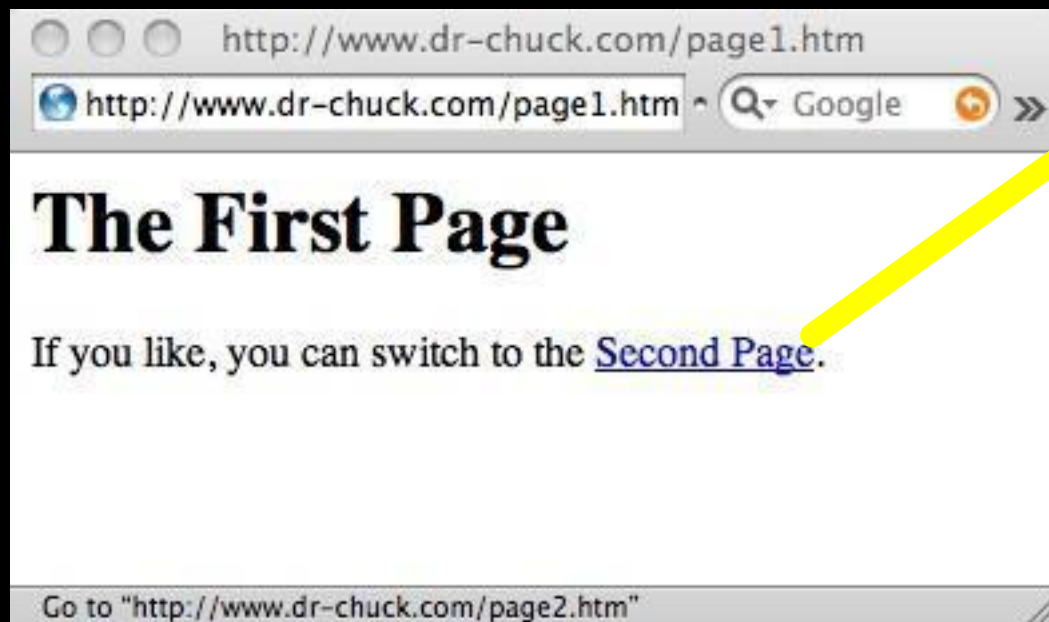 http://www.dr-chuck.com/page1.htm
http://www.dr-chuck.com/page1.htm Google
The First Page
If you like, you can switch to the Second Page.
Go to "http://www.dr-chuck.com/page2.htm"